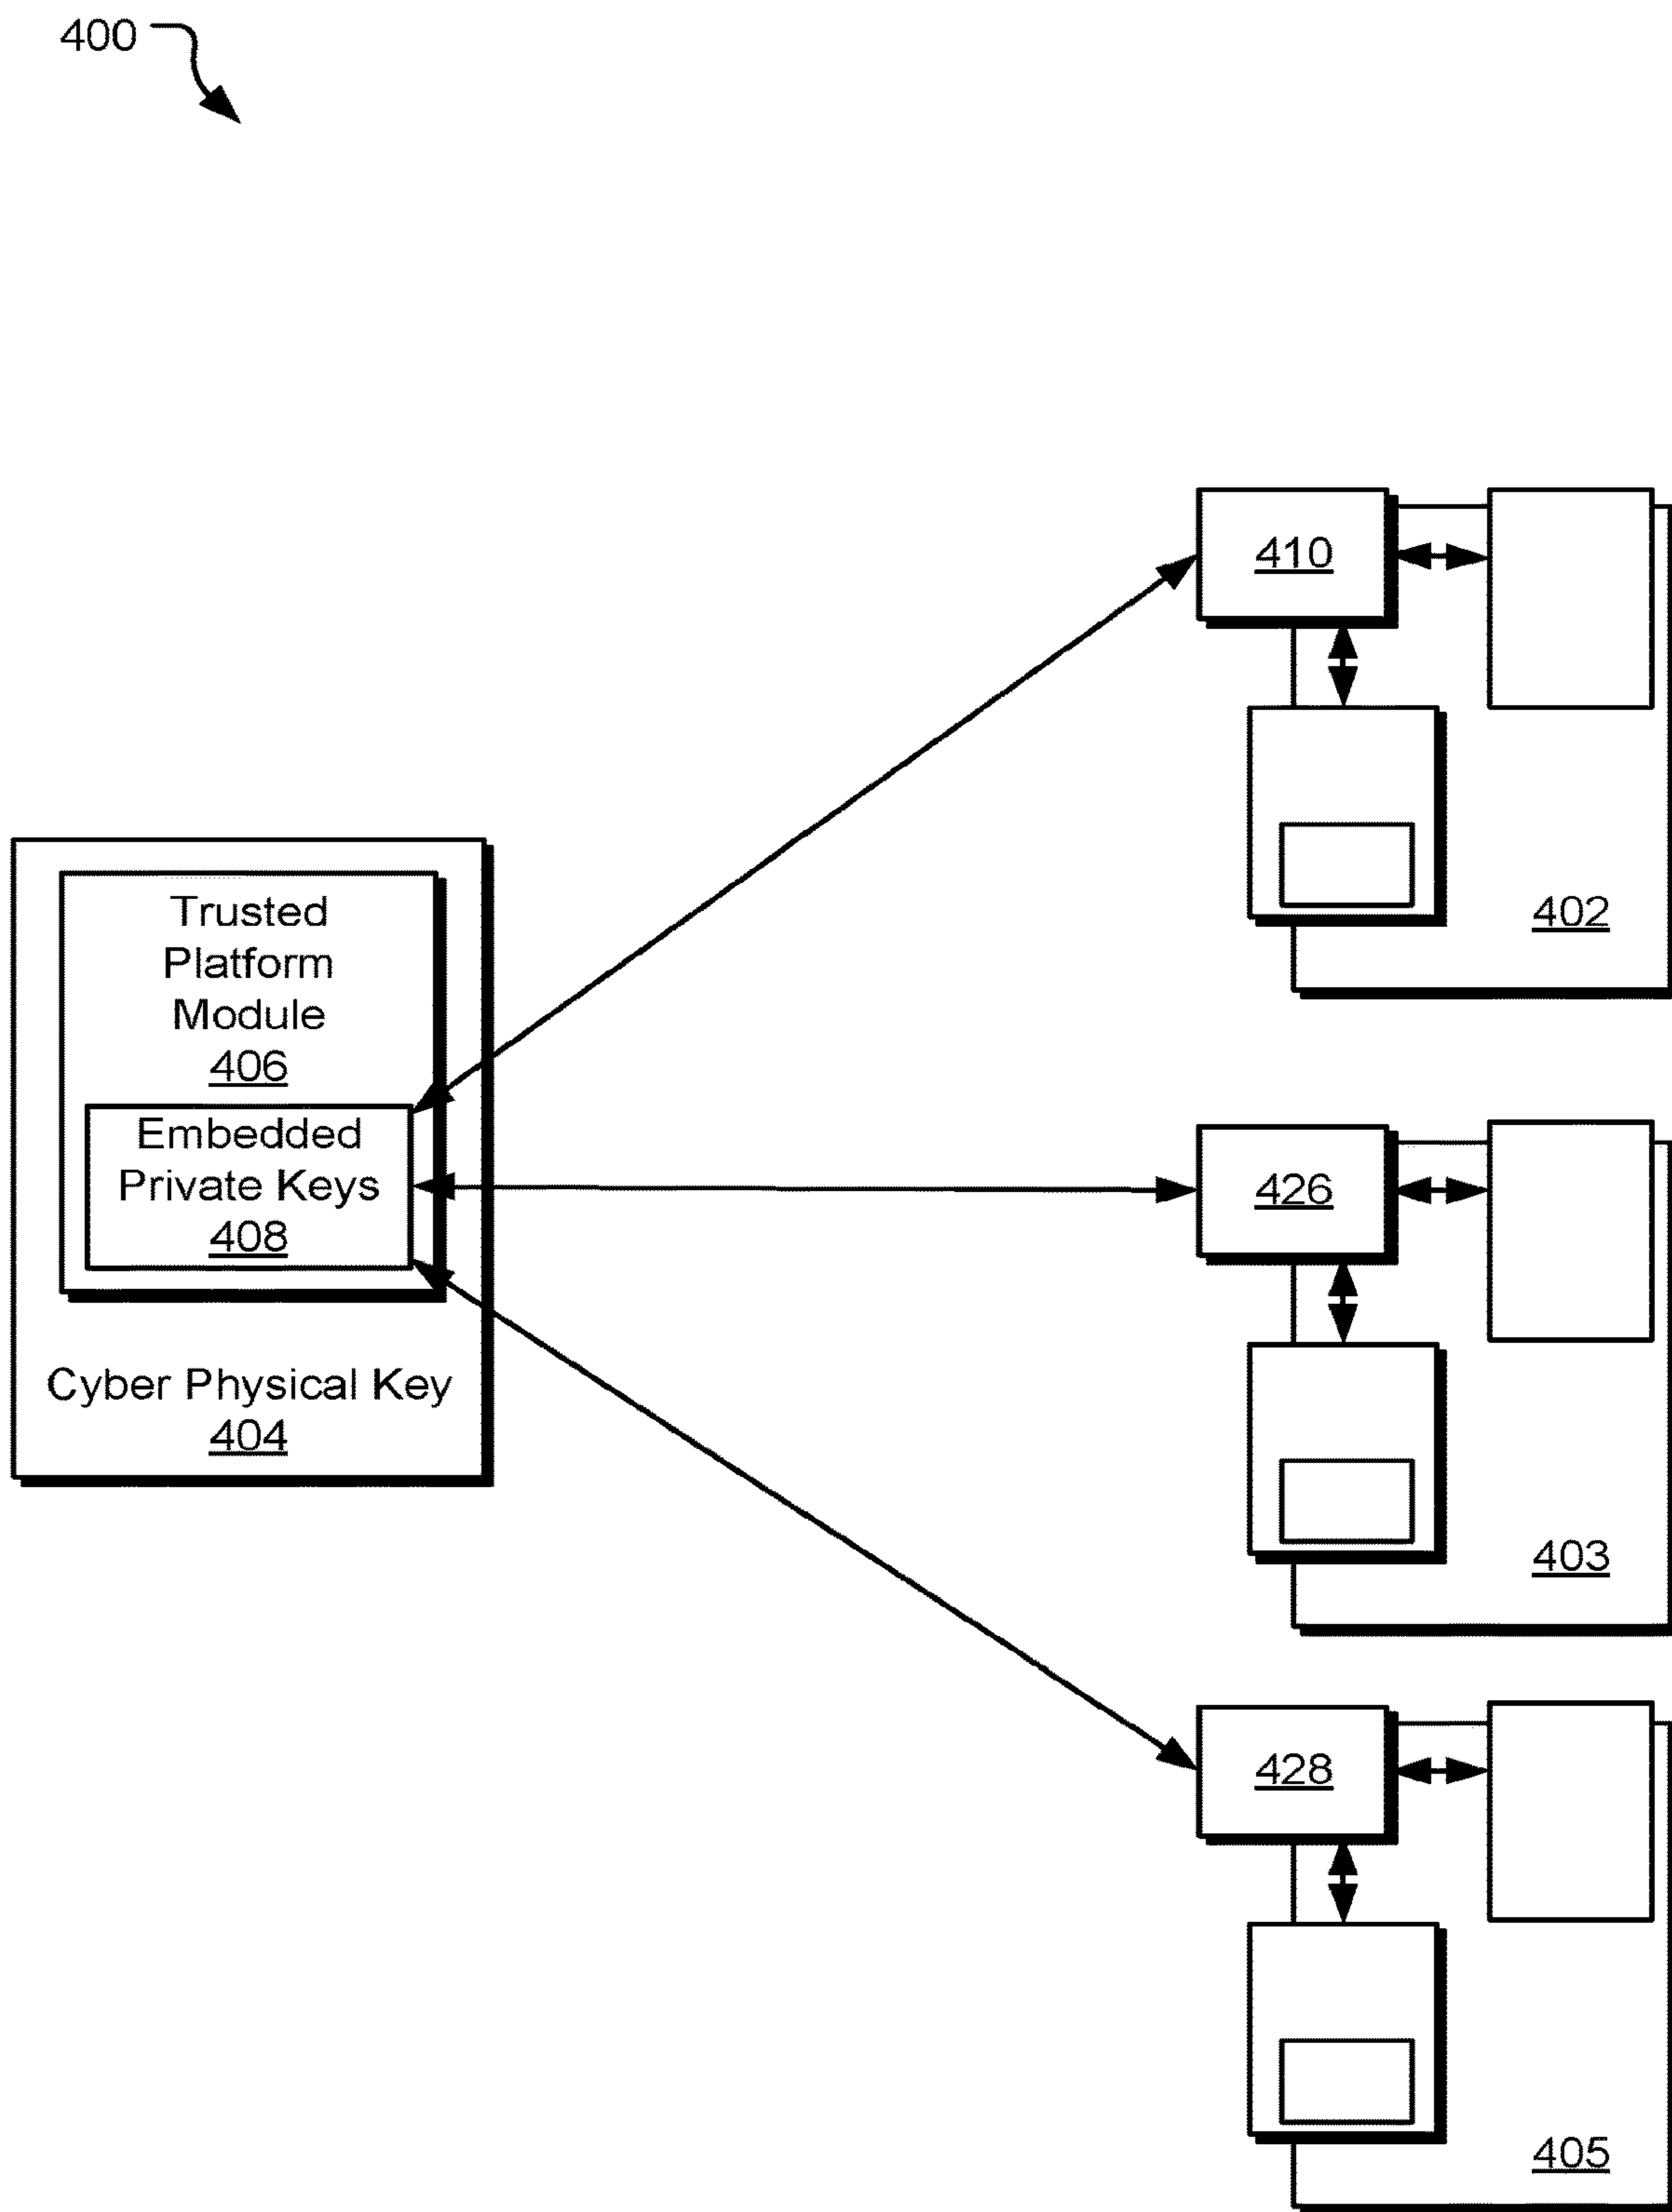 400
410
402
Trusted
Platform
Module
406
Embedded
Private Keys
408
Cyber Physical Key
404
426
403
428
405